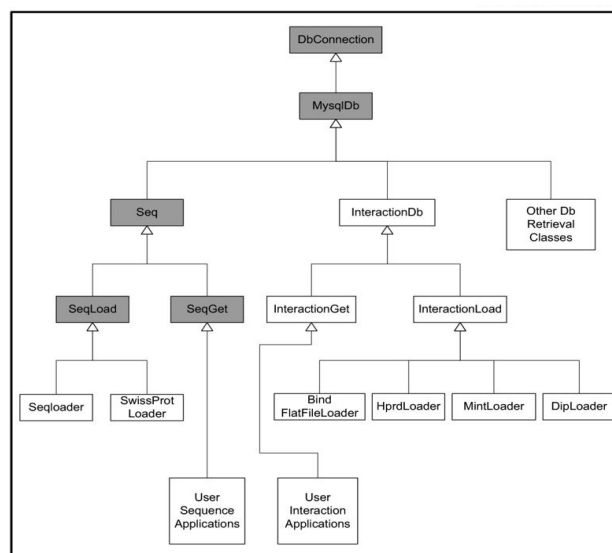 DbConnection
MysqlDb
Seq
InteractionDb
Other Db
Retrieval
Classes
SeqLoad
SeqGet
InteractionGet
InteractionLoad
Seqloader
SwissProt
Loader
Bind
FlatFileLoader
HprdLoader
MintLoader
DipLoader
User
Sequence
Applications
User
Interaction
Applications